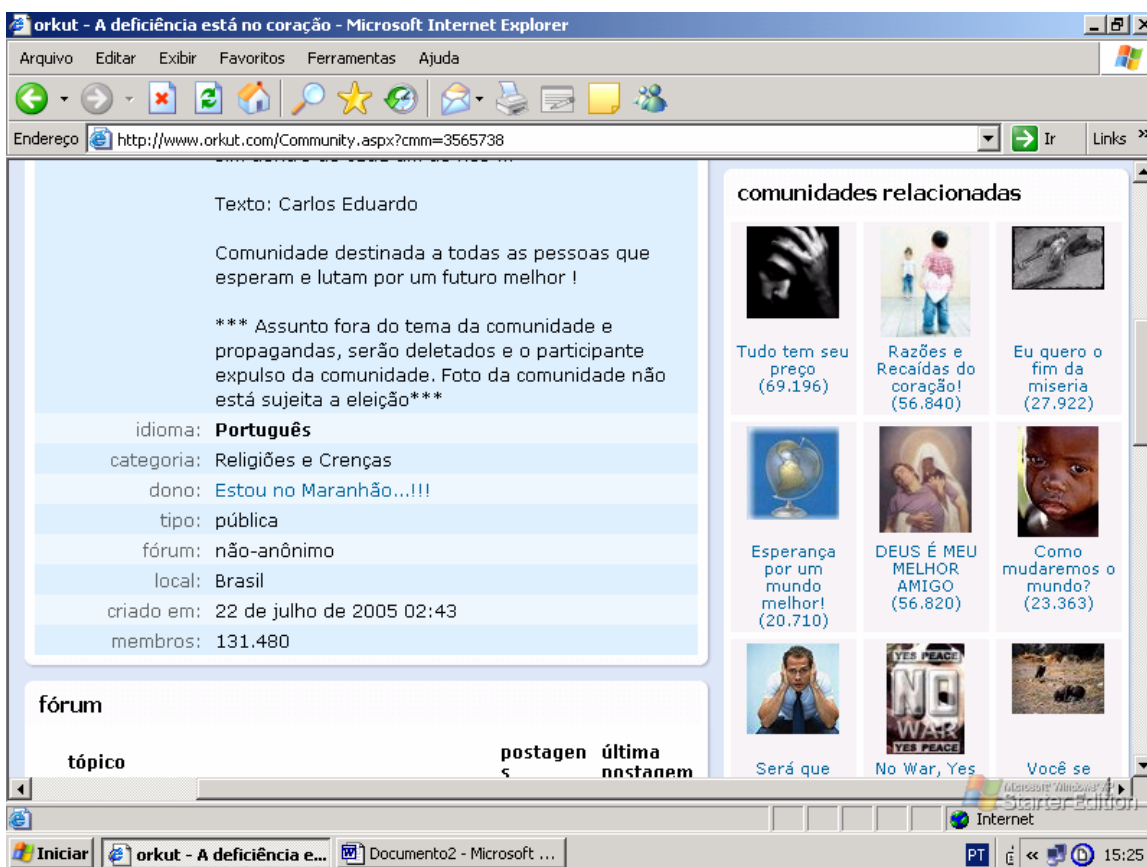 orkut - A deficiência está no coração - Microsoft Internet Explorer
Arquivo Editar Exibir Favoritos Ferramentas Ajuda
Endereço http://www.orkut.com/Community.aspx?cmm=3565738 Ir Links »
Texto: Carlos Eduardo
Comunidade destinada a todas as pessoas que
esperam e lutam por um futuro melhor !
*** Assunto fora do tema da comunidade e
propagandas, serão deletados e o participante
expulso da comunidade. Foto da comunidade não
está sujeita a eleição***
idioma: Português
categoria: Religiões e Crenças
dono: Estou no Maranhão...!!!
tipo: pública
fórum: não-anônimo
local: Brasil
criado em: 22 de julho de 2005 02:43
membros: 131.480
fórum
tópico
postagen
s
última
postagem
comunidades relacionadas
Tudo tem seu
preço
(69.196)
Razões e
Recaídas do
coração!
(56.840)
Eu quero o
fim da
miseria
(27.922)
Esperança
por um
mundo
melhor!
(20.710)
DEUS É MEU
MELHOR
AMIGO
(56.820)
Como
mudaremos o
mundo?
(23.363)
YES PEACE
NO
WAR
YES PEACE
Será que
No War, Yes
Você se
Microsoft Windows XP
Starter Edition
Internet
Iniciar
orkut - A deficiência e...
Documento2 - Microsoft ...
PT
«
15:25